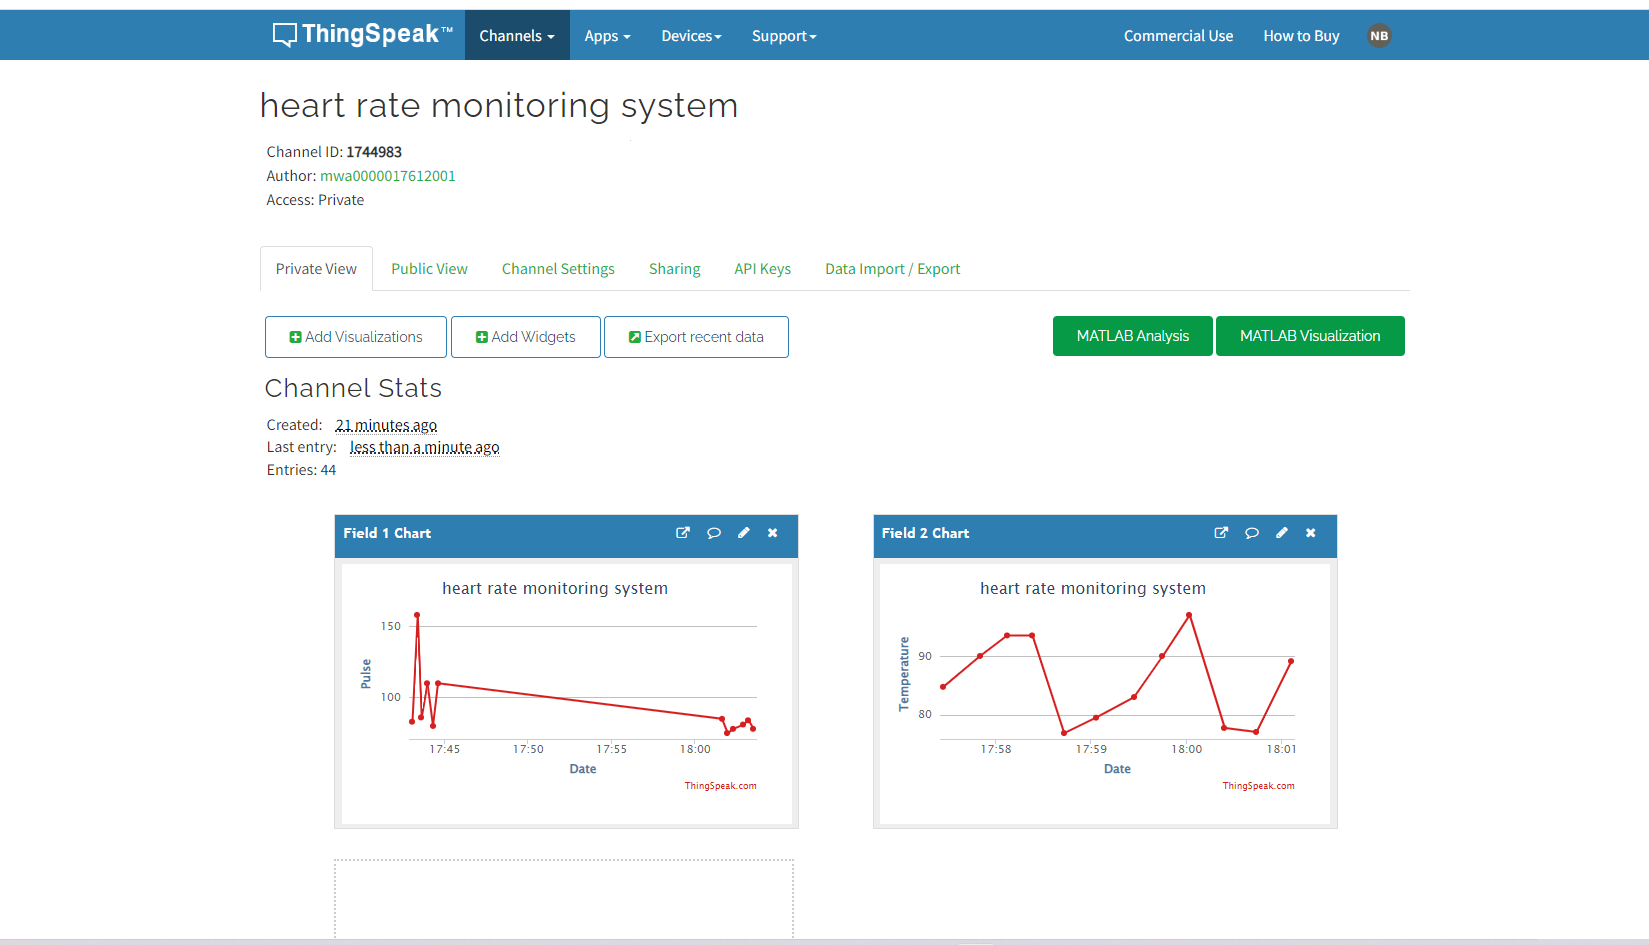 ThingSpeak™ Channels Apps Devices Support Commercial Use How to Buy NB
heart rate monitoring system
Channel ID: 1744983
Author: mwa0000017612001
Access: Private
Private View Public View Channel Settings Sharing API Keys Data Import / Export
Add Visualizations Add Widgets Export recent data MATLAB Analysis MATLAB Visualization
Channel Stats
Created: 21 minutes ago
Last entry: less than a minute ago
Entries: 44
Field 1 Chart
heart rate monitoring system
150
100
Pulse
17:45 17:50 17:55 18:00
Date
ThingSpeak.com
Field 2 Chart
heart rate monitoring system
90
80
Temperature
17:58 17:59 18:00 18:01
Date
ThingSpeak.com